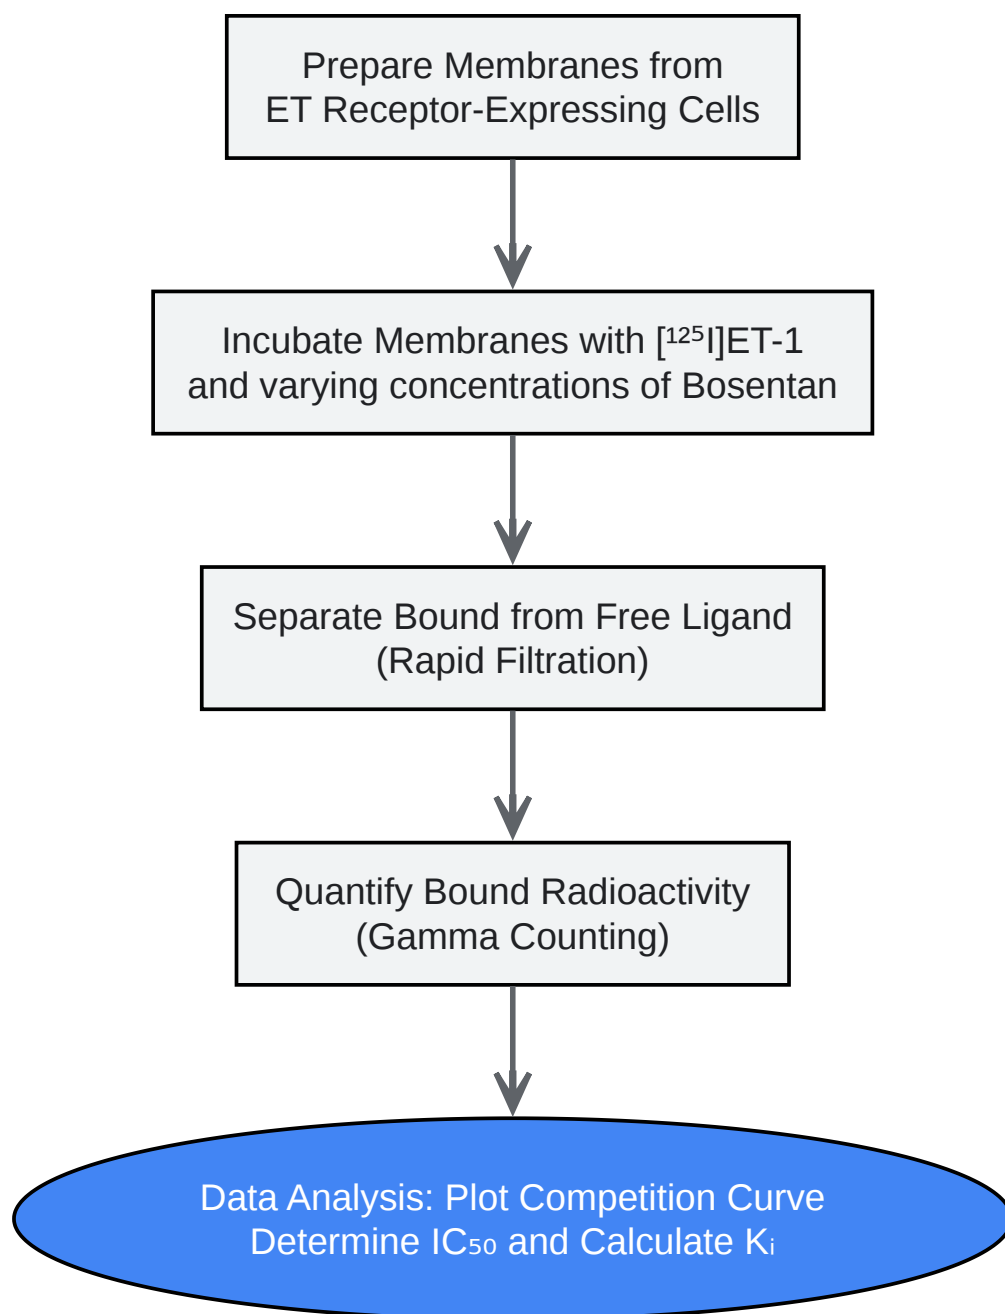 Prepare Membranes from
ET Receptor-Expressing Cells
Incubate Membranes with [¹²⁵I]ET-1
and varying concentrations of Bosentan
Separate Bound from Free Ligand
(Rapid Filtration)
Quantify Bound Radioactivity
(Gamma Counting)
Data Analysis: Plot Competition Curve
Determine IC₅₀ and Calculate Kᵢ